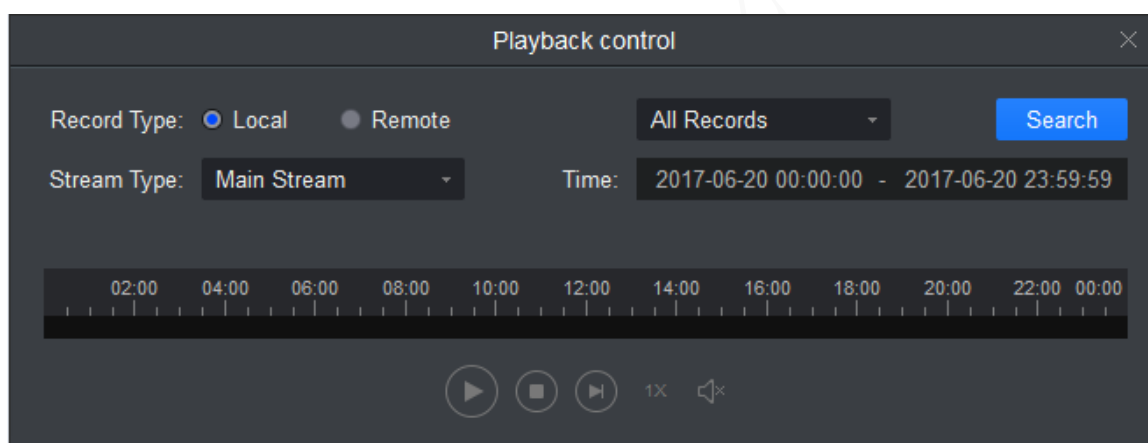 Playback control
Record Type: Local Remote All Records Search
Stream Type: Main Stream Time: 2017-06-20 00:00:00 - 2017-06-20 23:59:59
02:00 04:00 06:00 08:00 10:00 12:00 14:00 16:00 18:00 20:00 22:00 00:00
1X